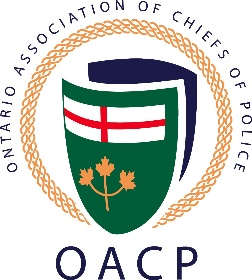 ONTARIO ASSOCIATION OF CHIEFS OF POLICE
OACP